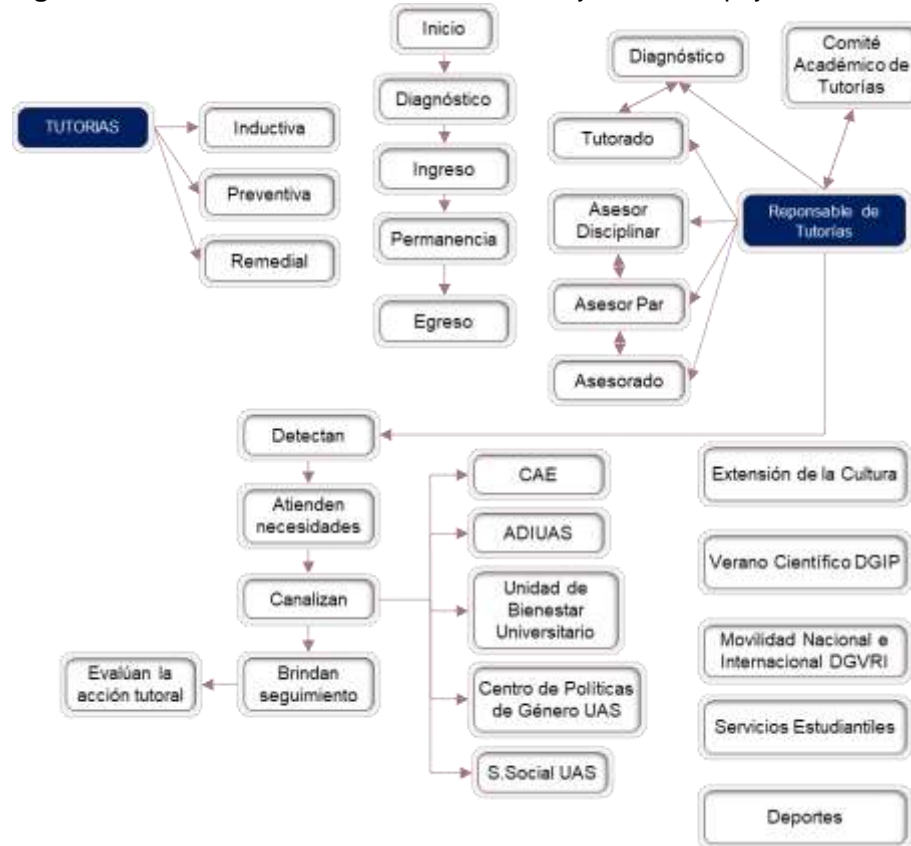 TUTORIAS
Inductiva
Preventiva
Remedial
Inicio
Diagnóstico
Ingreso
Permanencia
Egreso
Diagnóstico
Tutorado
Asesor
Disciplinar
Asesor Par
Asesorado
Comité
Académico de
Tutorías
Reponsable de
Tutorías
Detectan
Atienden
necesidades
Canalizan
Brindan
seguimiento
Evalúan la
acción tutoral
CAE
ADIUAS
Unidad de
Bienestar
Universitario
Centro de Políticas
de Género UAS
S.Social UAS
Extensión de la Cultura
Verano Científico DGIP
Movilidad Nacional e
Internacional DGVRI
Servicios Estudiantiles
Deportes